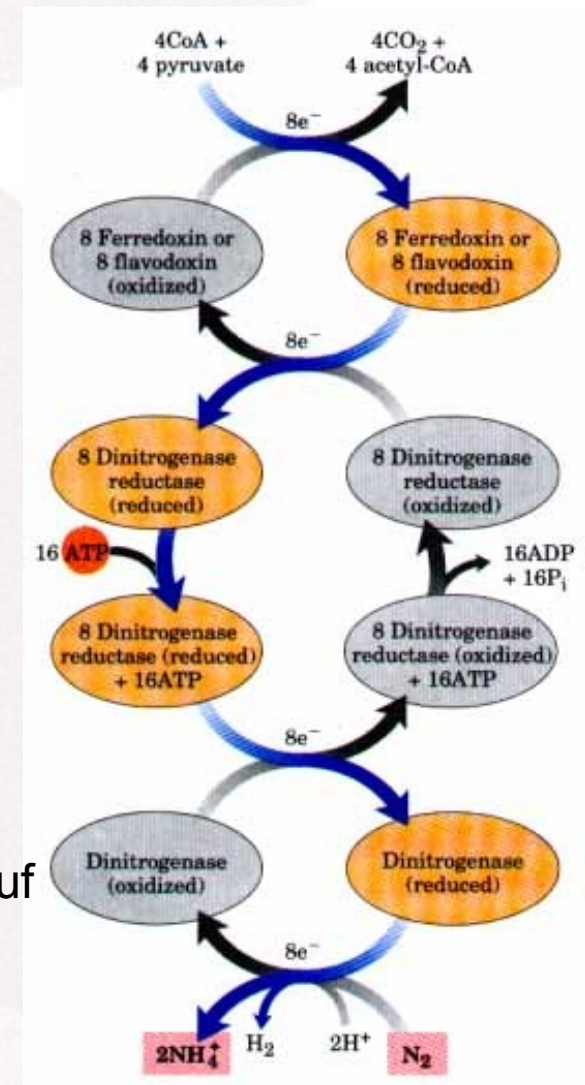 4CoA +
4 pyruvate
4CO₂ +
4 acetyl-CoA
8e⁻
8 Ferredoxin or
8 flavodoxin
(oxidized)
8 Ferredoxin or
8 flavodoxin
(reduced)
8e⁻
8 Dinitrogenase
reductase
(reduced)
8 Dinitrogenase
reductase
(oxidized)
16 ATP
16ADP
+ 16Pᵢ
8 Dinitrogenase
reductase (reduced)
+ 16ATP
8 Dinitrogenase
reductase (oxidized)
+ 16ATP
8e⁻
uf
Dinitrogenase
(oxidized)
Dinitrogenase
(reduced)
8e⁻
2NH₄⁺
H₂
2H⁺
N₂